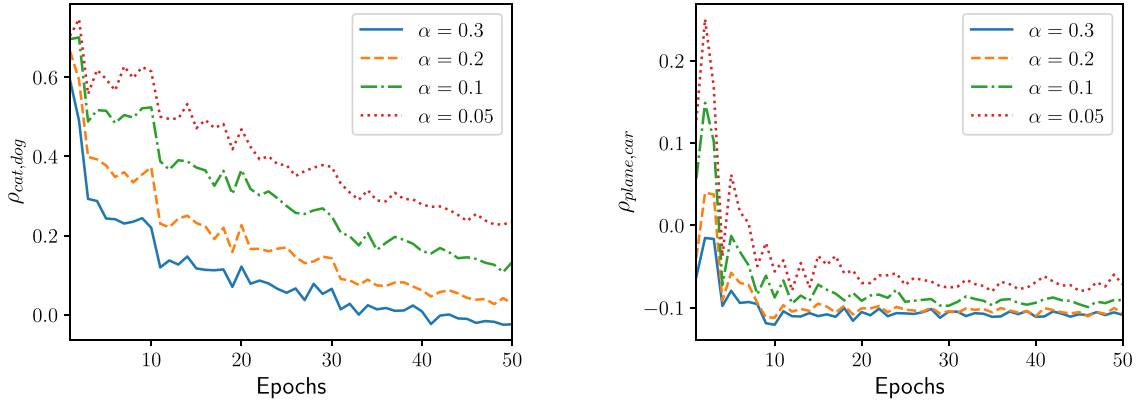 α = 0.3
α = 0.2
α = 0.1
α = 0.05
0.6
0.4
0.2
0.0
10
20
30
40
50
Epochs
ρcat,dog
α = 0.3
α = 0.2
α = 0.1
α = 0.05
0.2
0.1
0.0
−0.1
10
20
30
40
50
Epochs
ρplane,car